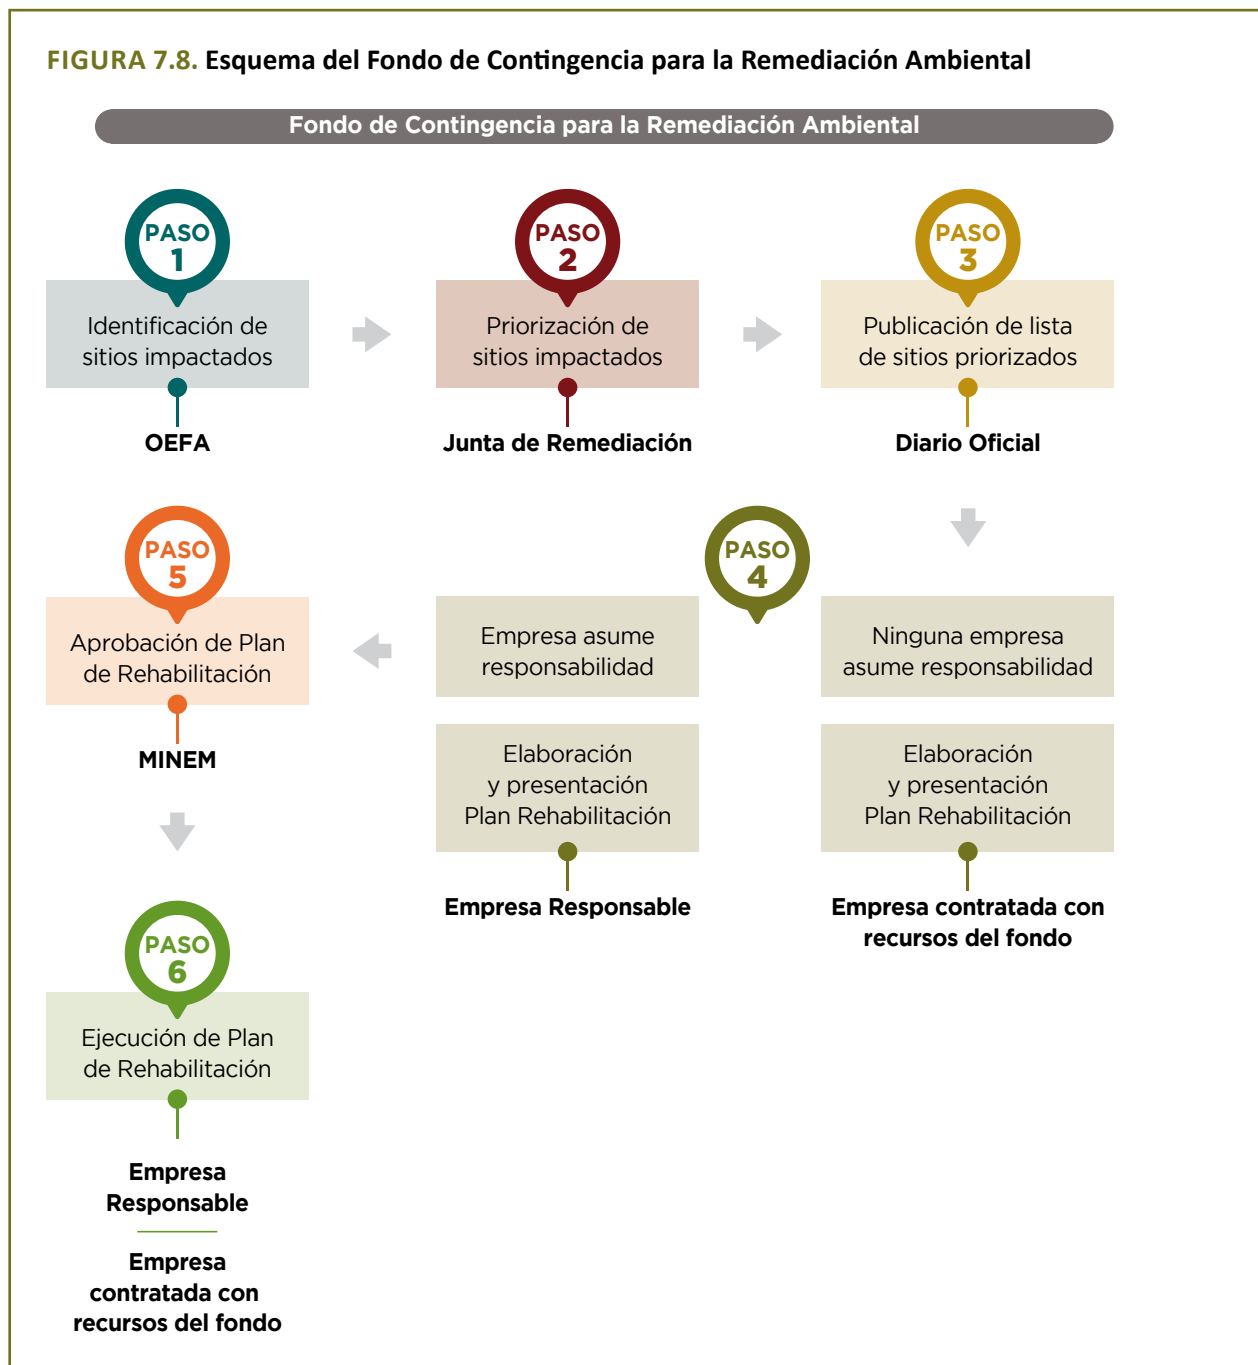 FIGURA 7.8. Esquema del Fondo de Contingencia para la Remediación Ambiental
Fondo de Contingencia para la Remediación Ambiental
PASO
1
Identificación de
sitios impactados
OEFA
PASO
2
Priorización de
sitios impactados
Junta de Remediación
PASO
3
Publicación de lista
de sitios priorizados
Diario Oficial
PASO
4
Empresa asume
responsabilidad
Elaboración
y presentación
Plan Rehabilitación
Empresa Responsable
Ninguna empresa
asume responsabilidad
Elaboración
y presentación
Plan Rehabilitación
Empresa contratada con
recursos del fondo
PASO
5
Aprobación de Plan
de Rehabilitación
MINEM
PASO
6
Ejecución de Plan
de Rehabilitación
Empresa
Responsable
Empresa
contratada con
recursos del fondo